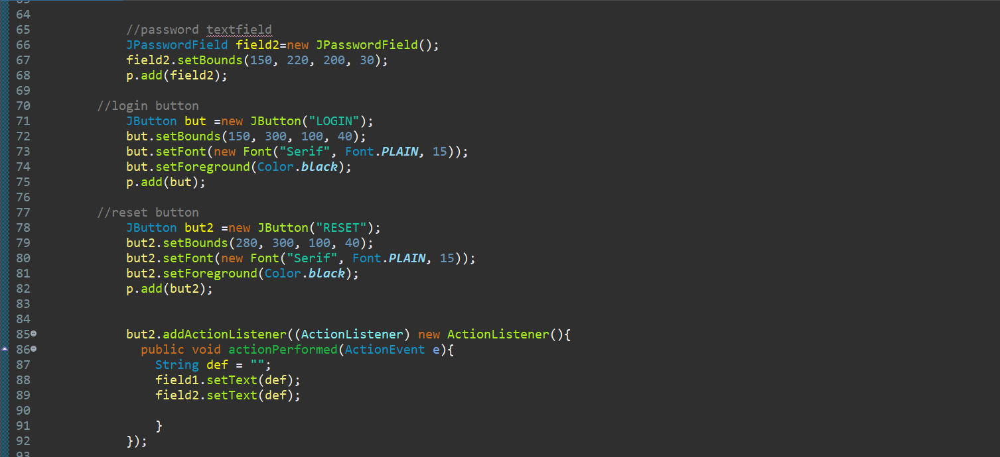 64
65 //password textfield
66 JPasswordField field2=new JPasswordField();
67 field2.setBounds(150, 220, 200, 30);
68 p.add(field2);
69
70 //login button
71 JButton but =new JButton("LOGIN");
72 but.setBounds(150, 300, 100, 40);
73 but.setFont(new Font("Serif", Font.PLAIN, 15));
74 but.setForeground(Color.black);
75 p.add(but);
76
77 //reset button
78 JButton but2 =new JButton("RESET");
79 but2.setBounds(280, 300, 100, 40);
80 but2.setFont(new Font("Serif", Font.PLAIN, 15));
81 but2.setForeground(Color.black);
82 p.add(but2);
83
84
85 but2.addActionListener((ActionListener) new ActionListener(){
86 public void actionPerformed(ActionEvent e){
87 String def = "";
88 field1.setText(def);
89 field2.setText(def);
90
91 }
92 });
93